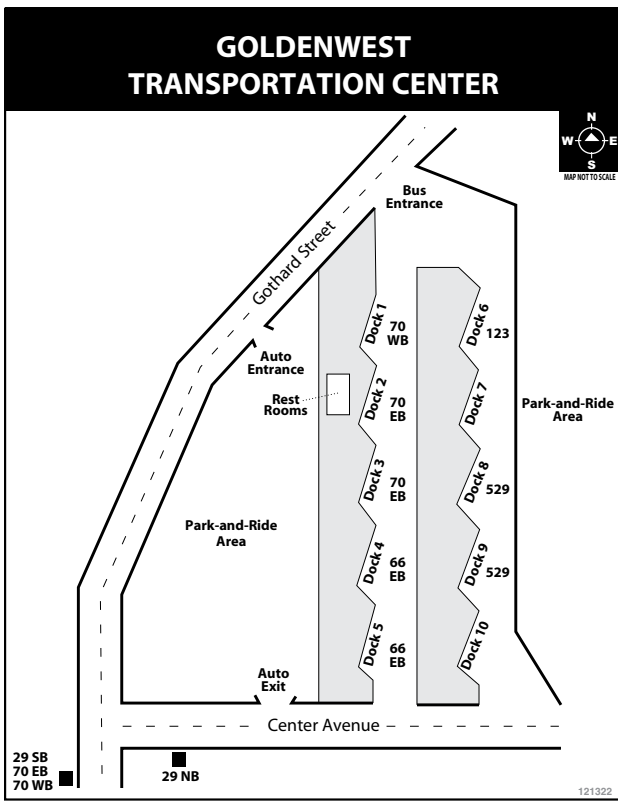 GOLDENWEST
TRANSPORTATION CENTER
N
W E
S
MAP NOT TO SCALE
Bus
Entrance
Gothard Street
Dock 1
70
WB
Dock 6
123
Auto
Entrance
Rest
Rooms
Dock 2
70
EB
Dock 7
Park-and-Ride
Area
Dock 3
70
EB
Dock 8
529
Park-and-Ride
Area
Dock 4
66
EB
Dock 9
529
Dock 5
66
EB
Dock 10
Auto
Exit
Center Avenue
29 SB
70 EB
70 WB
29 NB
121322